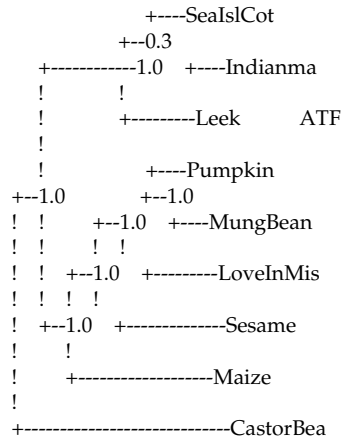 +----SeaIslCot
+--0.3
+-------------1.0 +----Indianma
! !
! +---------Leek ATF
!
! +----Pumpkin
+--1.0 +--1.0
! ! +--1.0 +----MungBean
! ! ! !
! ! +--1.0 +---------LoveInMis
! ! ! !
! +--1.0 +--------------Sesame
! !
! +-------------------Maize
!
+-----------------------------CastorBea